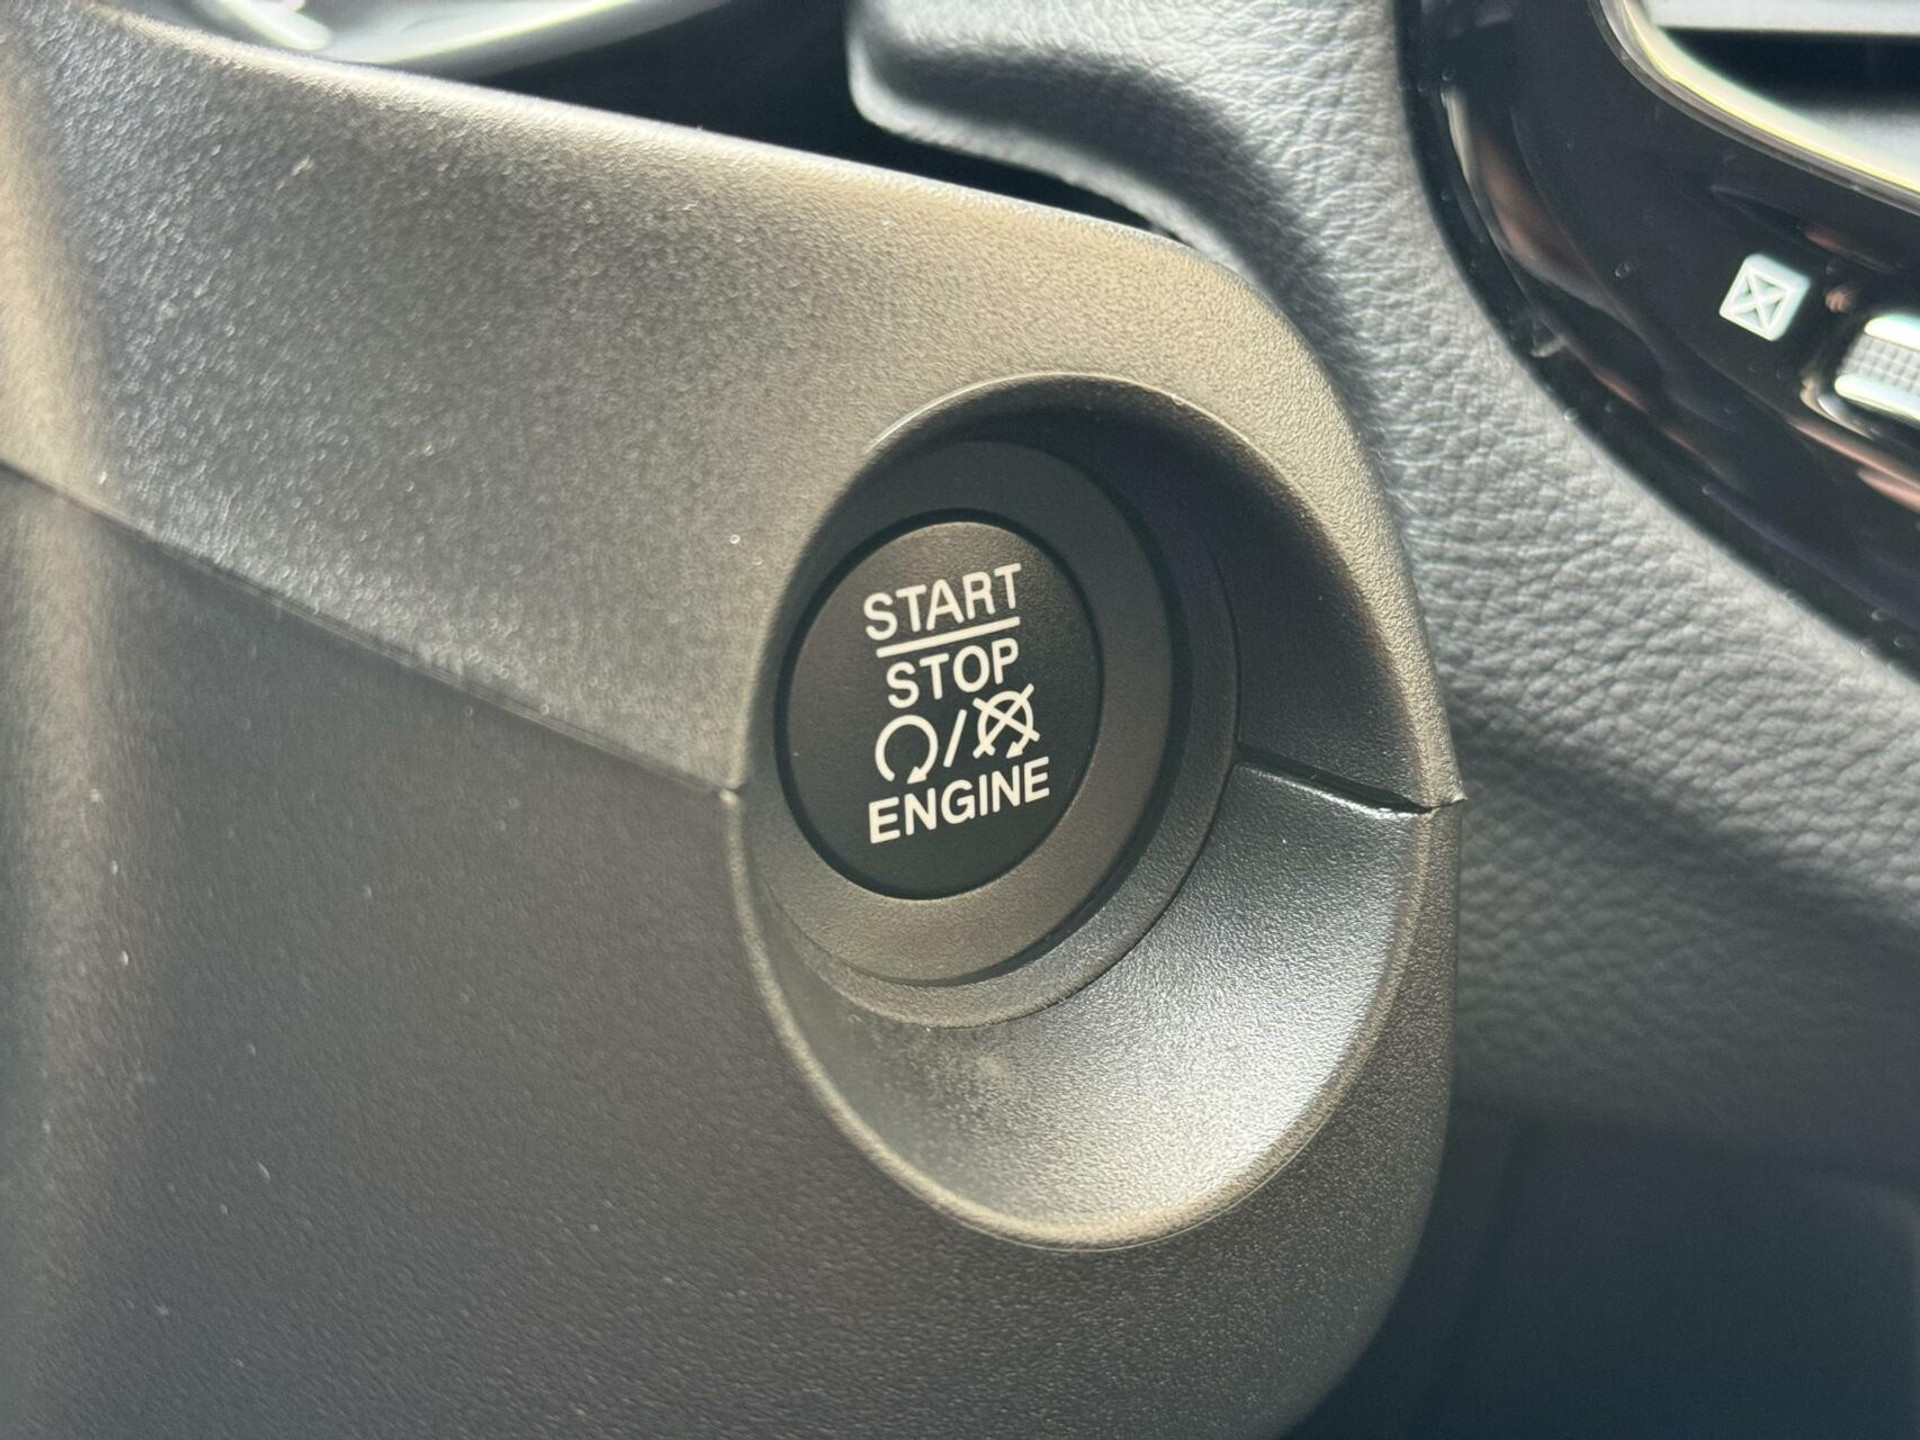 START
STOP
/
ENGINE